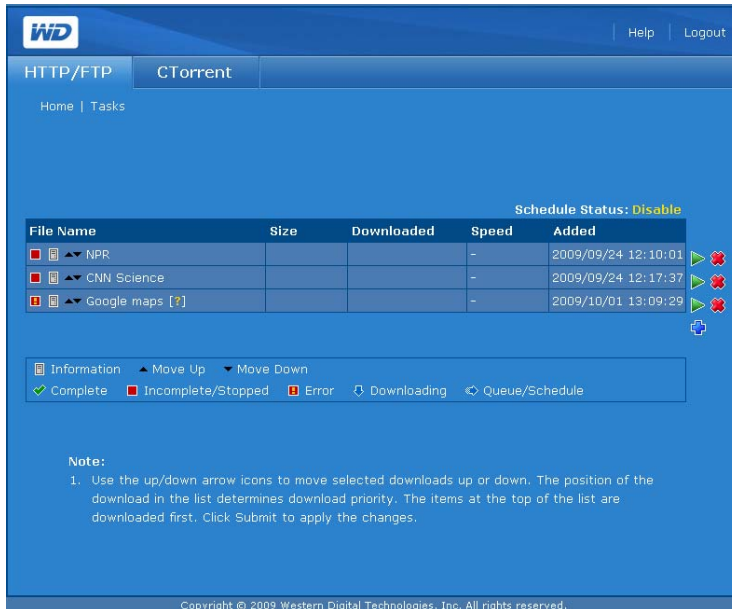 WD
Help | Logout
HTTP/FTP CTorrent
Home | Tasks
Schedule Status: Disable
File Name Size Downloaded Speed Added
NPR - 2009/09/24 12:10:01
CNN Science - 2009/09/24 12:17:37
Google maps [?] - 2009/10/01 13:09:29
Information Move Up Move Down
Complete Incomplete/Stopped Error Downloading Queue/Schedule
Note:
1. Use the up/down arrow icons to move selected downloads up or down. The position of the
download in the list determines download priority. The items at the top of the list are
downloaded first. Click Submit to apply the changes.
Copyright © 2009 Western Digital Technologies, Inc. All rights reserved.